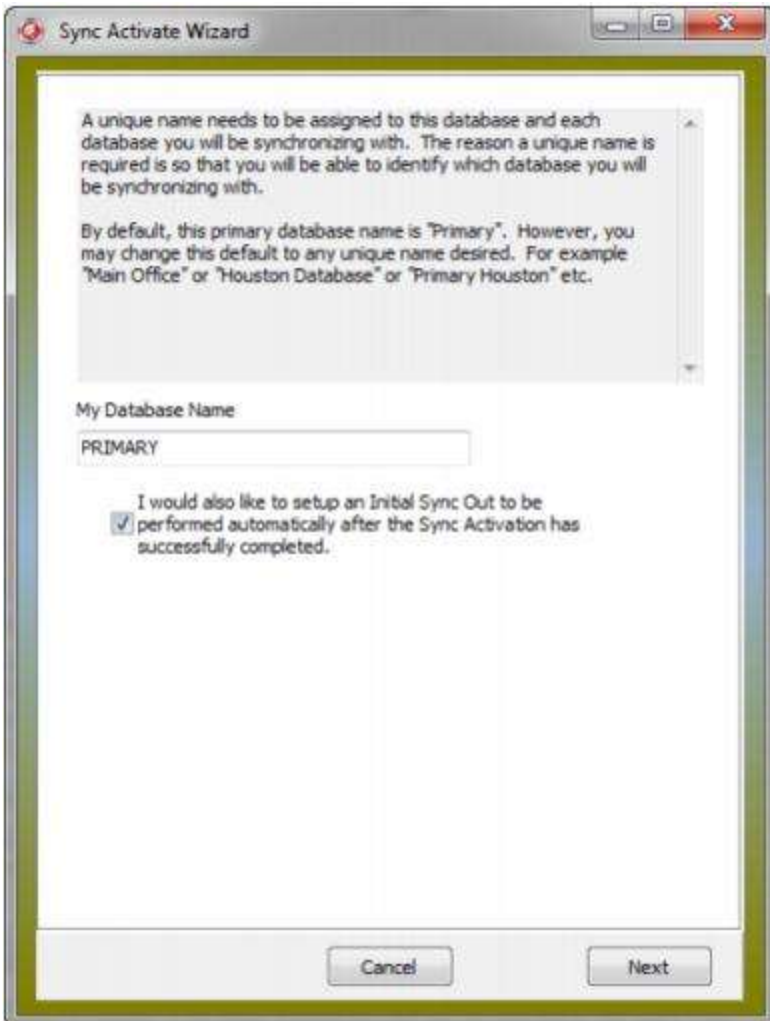 Sync Activate Wizard
A unique name needs to be assigned to this database and each
database you will be synchronizing with. The reason a unique name is
required is so that you will be able to identify which database you will
be synchronizing with.
By default, this primary database name is "Primary". However, you
may change this default to any unique name desired. For example
"Main Office" or "Houston Database" or "Primary Houston" etc.
My Database Name
PRIMARY
I would also like to setup an Initial Sync Out to be
performed automatically after the Sync Activation has
successfully completed.
Cancel
Next